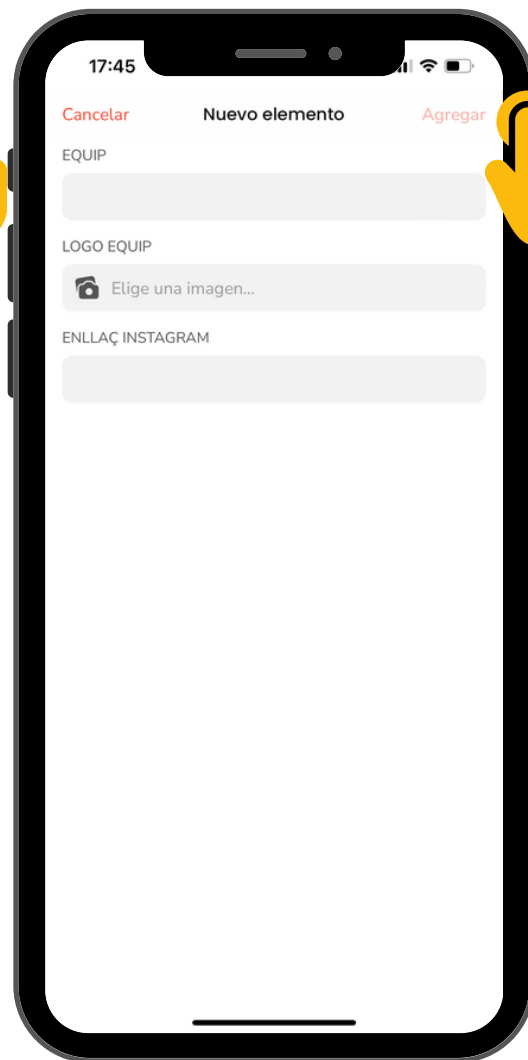 17:45
Cancelar Nuevo elemento Agregar
EQUIP
LOGO EQUIP
Elige una imagen...
ENLLAÇ INSTAGRAM